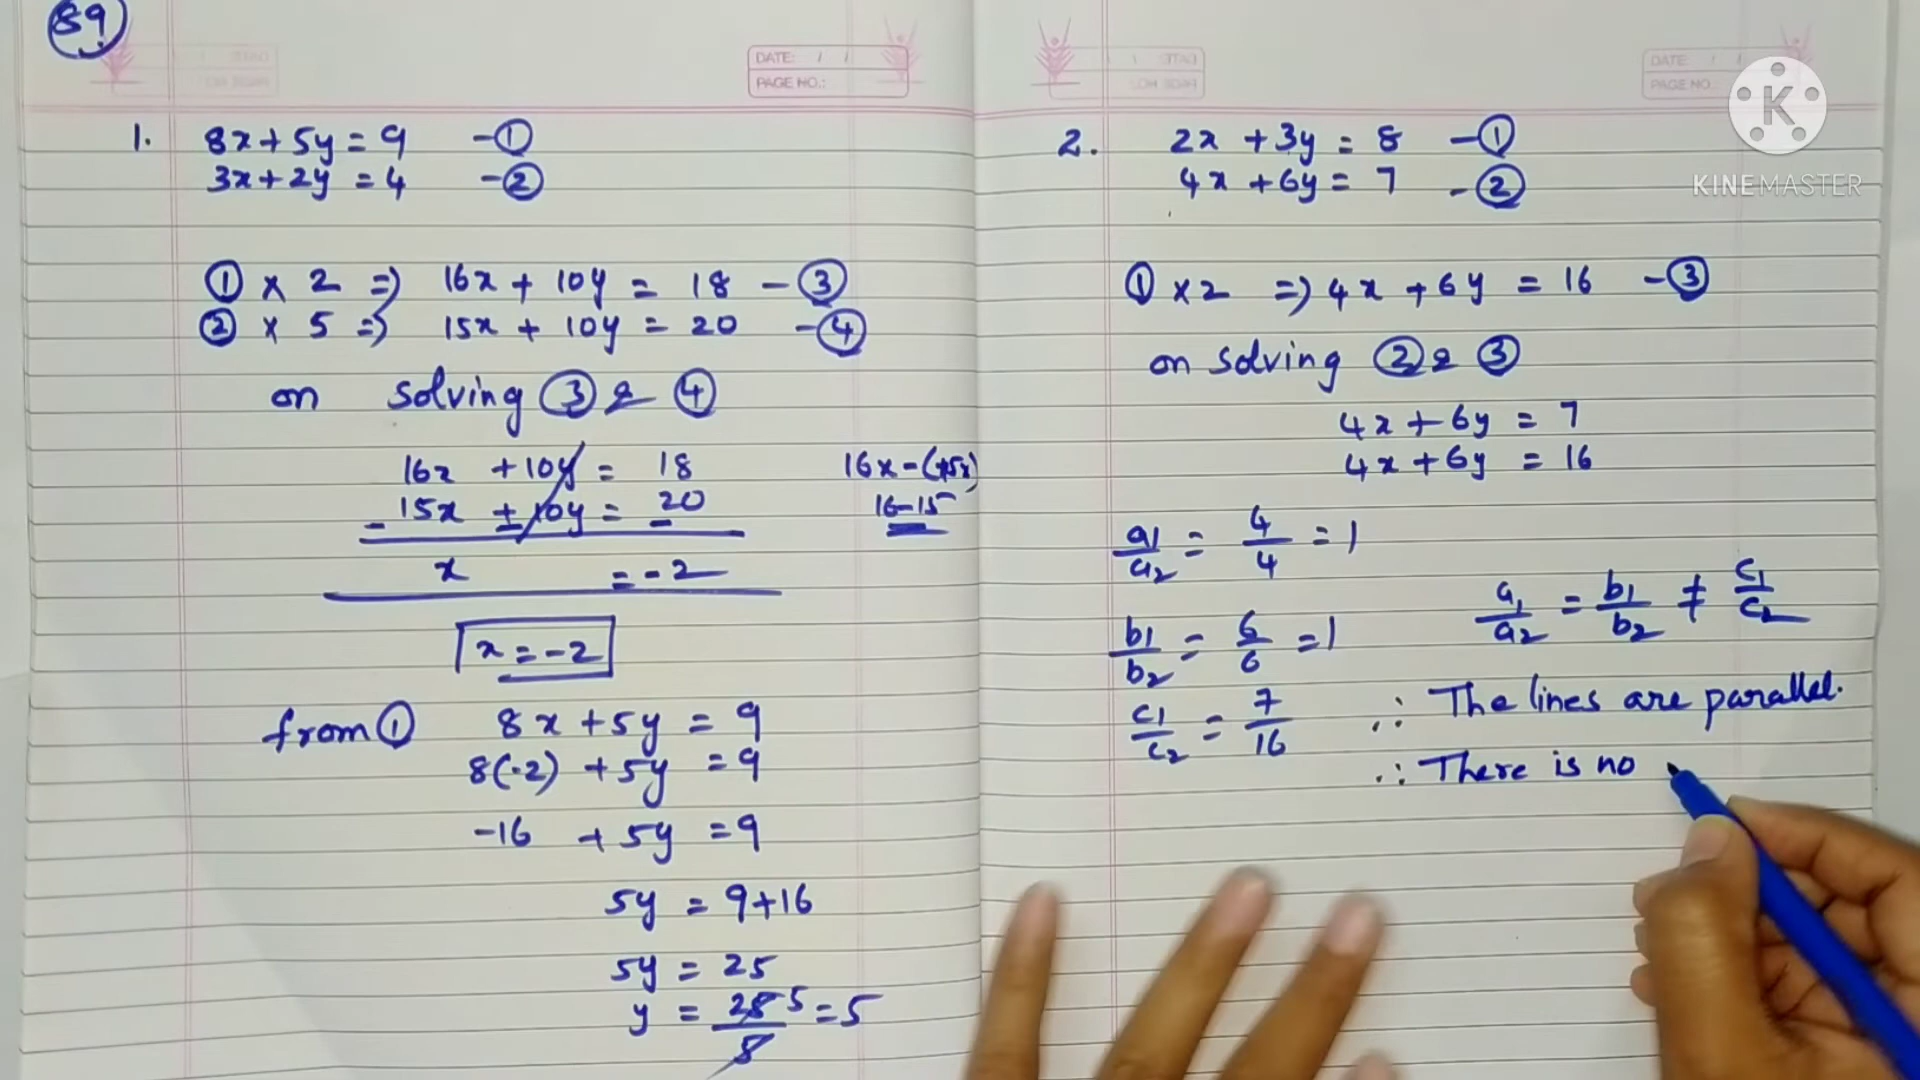 89
DATE: / /
PAGE NO.:
1. 8x + 5y = 9 - ①
3x + 2y = 4 - ②
① × 2 ⇒ 16x + 10y = 18 - ③
② × 5 ⇒ 15x + 10y = 20 - ④
on solving ③ & ④
16x + 10y = 18
- 15x ± 10y = - 20
x = -2
x = -2
16x - (+5x)
16-15
from ① 8x + 5y = 9
8(-2) + 5y = 9
-16 + 5y = 9
5y = 9+16
5y = 25
y = 25/5 5 = 5
DATE: / /
PAGE NO.
KINEMASTER
2. 2x + 3y = 8 - ①
4x + 6y = 7 - ②
① × 2 ⇒ 4x + 6y = 16 - ③
on solving ② & ③
4x + 6y = 7
4x + 6y = 16
a1/a2 = 4/4 = 1
b1/b2 = 6/6 = 1
c1/c2 = 7/16
a1/a2 = b1/b2 ≠ c1/c2
∴ The lines are parallel.
∴ There is no